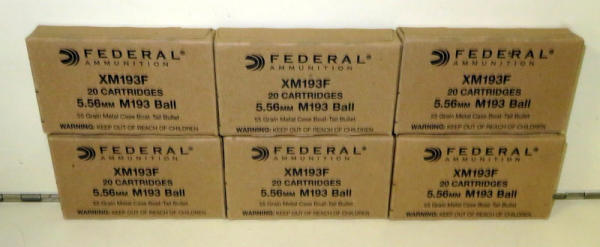 FEDERAL®
AMMUNITION
XM193F
20 CARTRIDGES
5.56MM M193 Ball
55 Grain Metal Case Boat-Tail Bullet
WARNING: KEEP OUT OF REACH OF CHILDREN
FEDERAL®
AMMUNITION
XM193F
20 CARTRIDGES
5.56MM M193 Ball
55 Grain Metal Case Boat-Tail Bullet
WARNING: KEEP OUT OF REACH OF CHILDREN
FEDERAL®
AMMUNITION
XM193F
20 CARTRIDGES
5.56MM M193 Ball
55 Grain Metal Case Boat-Tail Bullet
WARNING: KEEP OUT OF REACH OF CHILDREN
FEDERAL®
AMMUNITION
XM193F
20 CARTRIDGES
5.56MM M193 Ball
55 Grain Metal Case Boat-Tail Bullet
WARNING: KEEP OUT OF REACH OF CHILDREN
FEDERAL®
AMMUNITION
XM193F
20 CARTRIDGES
5.56MM M193 Ball
55 Grain Metal Case Boat-Tail Bullet
WARNING: KEEP OUT OF REACH OF CHILDREN
FEDERAL®
AMMUNITION
XM193F
20 CARTRIDGES
5.56MM M193 Ball
55 Grain Metal Case Boat-Tail Bullet
WARNING: KEEP OUT OF REACH OF CHILDREN